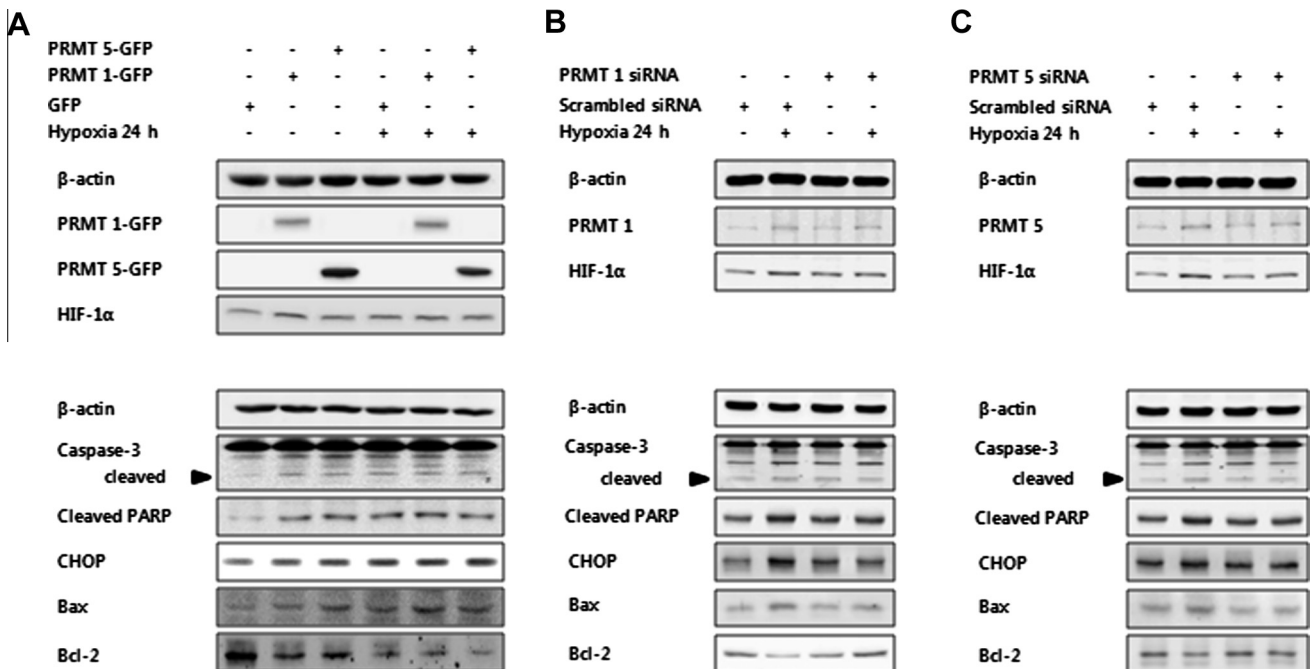 A
PRMT 5-GFP - - + - - +
PRMT 1-GFP - + - - + -
GFP + - - + - -
Hypoxia 24 h - - - + + +
β-actin
PRMT 1-GFP
PRMT 5-GFP
HIF-1α
β-actin
Caspase-3
cleaved
Cleaved PARP
CHOP
Bax
Bcl-2
B
PRMT 1 siRNA - - + +
Scrambled siRNA + + - -
Hypoxia 24 h - + - +
β-actin
PRMT 1
HIF-1α
β-actin
Caspase-3
cleaved
Cleaved PARP
CHOP
Bax
Bcl-2
C
PRMT 5 siRNA - - + +
Scrambled siRNA + + - -
Hypoxia 24 h - + - +
β-actin
PRMT 5
HIF-1α
β-actin
Caspase-3
cleaved
Cleaved PARP
CHOP
Bax
Bcl-2